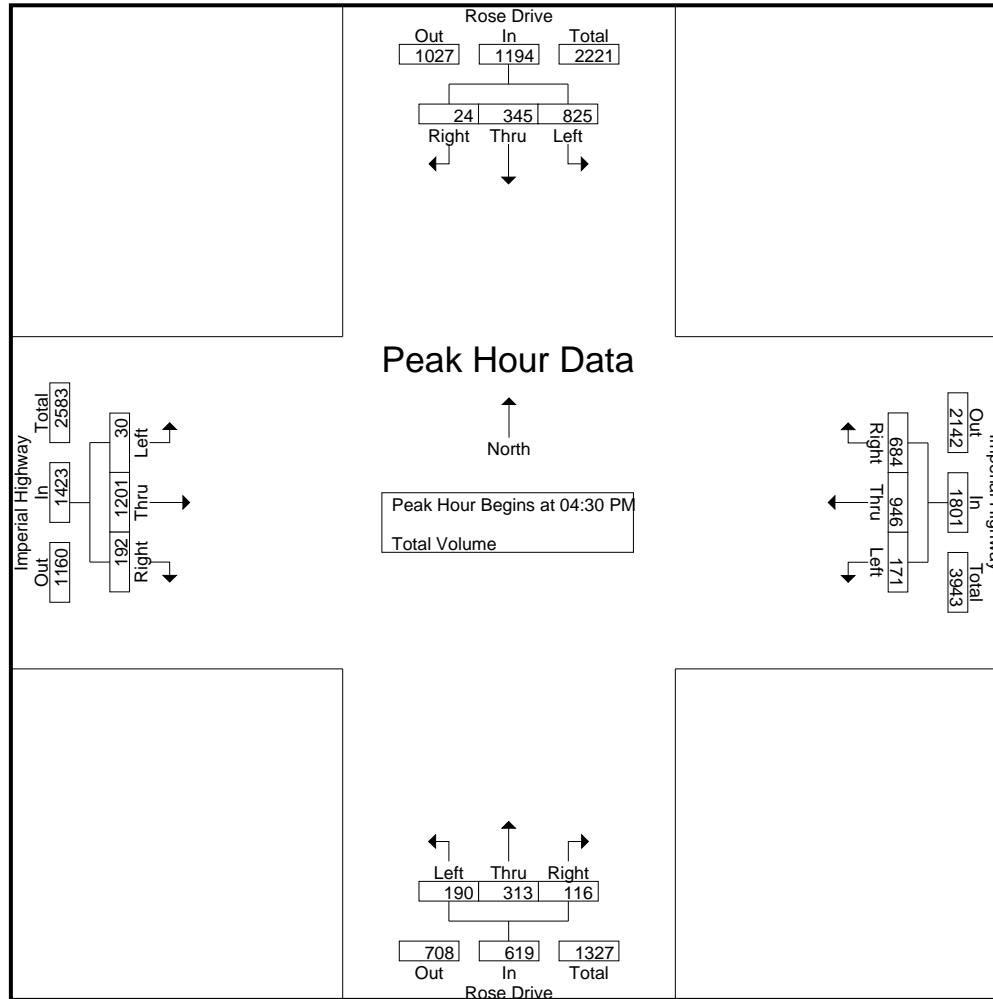 Rose Drive
Out In Total
1027 1194 2221
24 345 825
Right Thru Left
Peak Hour Data
North
Peak Hour Begins at 04:30 PM
Total Volume
Imperial Highway
Total In Out
2583 1423 1160
30 1201 192
Left Thru Right
Imperial Highway
Out In Total
2142 1801 3943
684 946 171
Right Thru Left
Left Thru Right
190 313 116
708 619 1327
Out In Total
Rose Drive